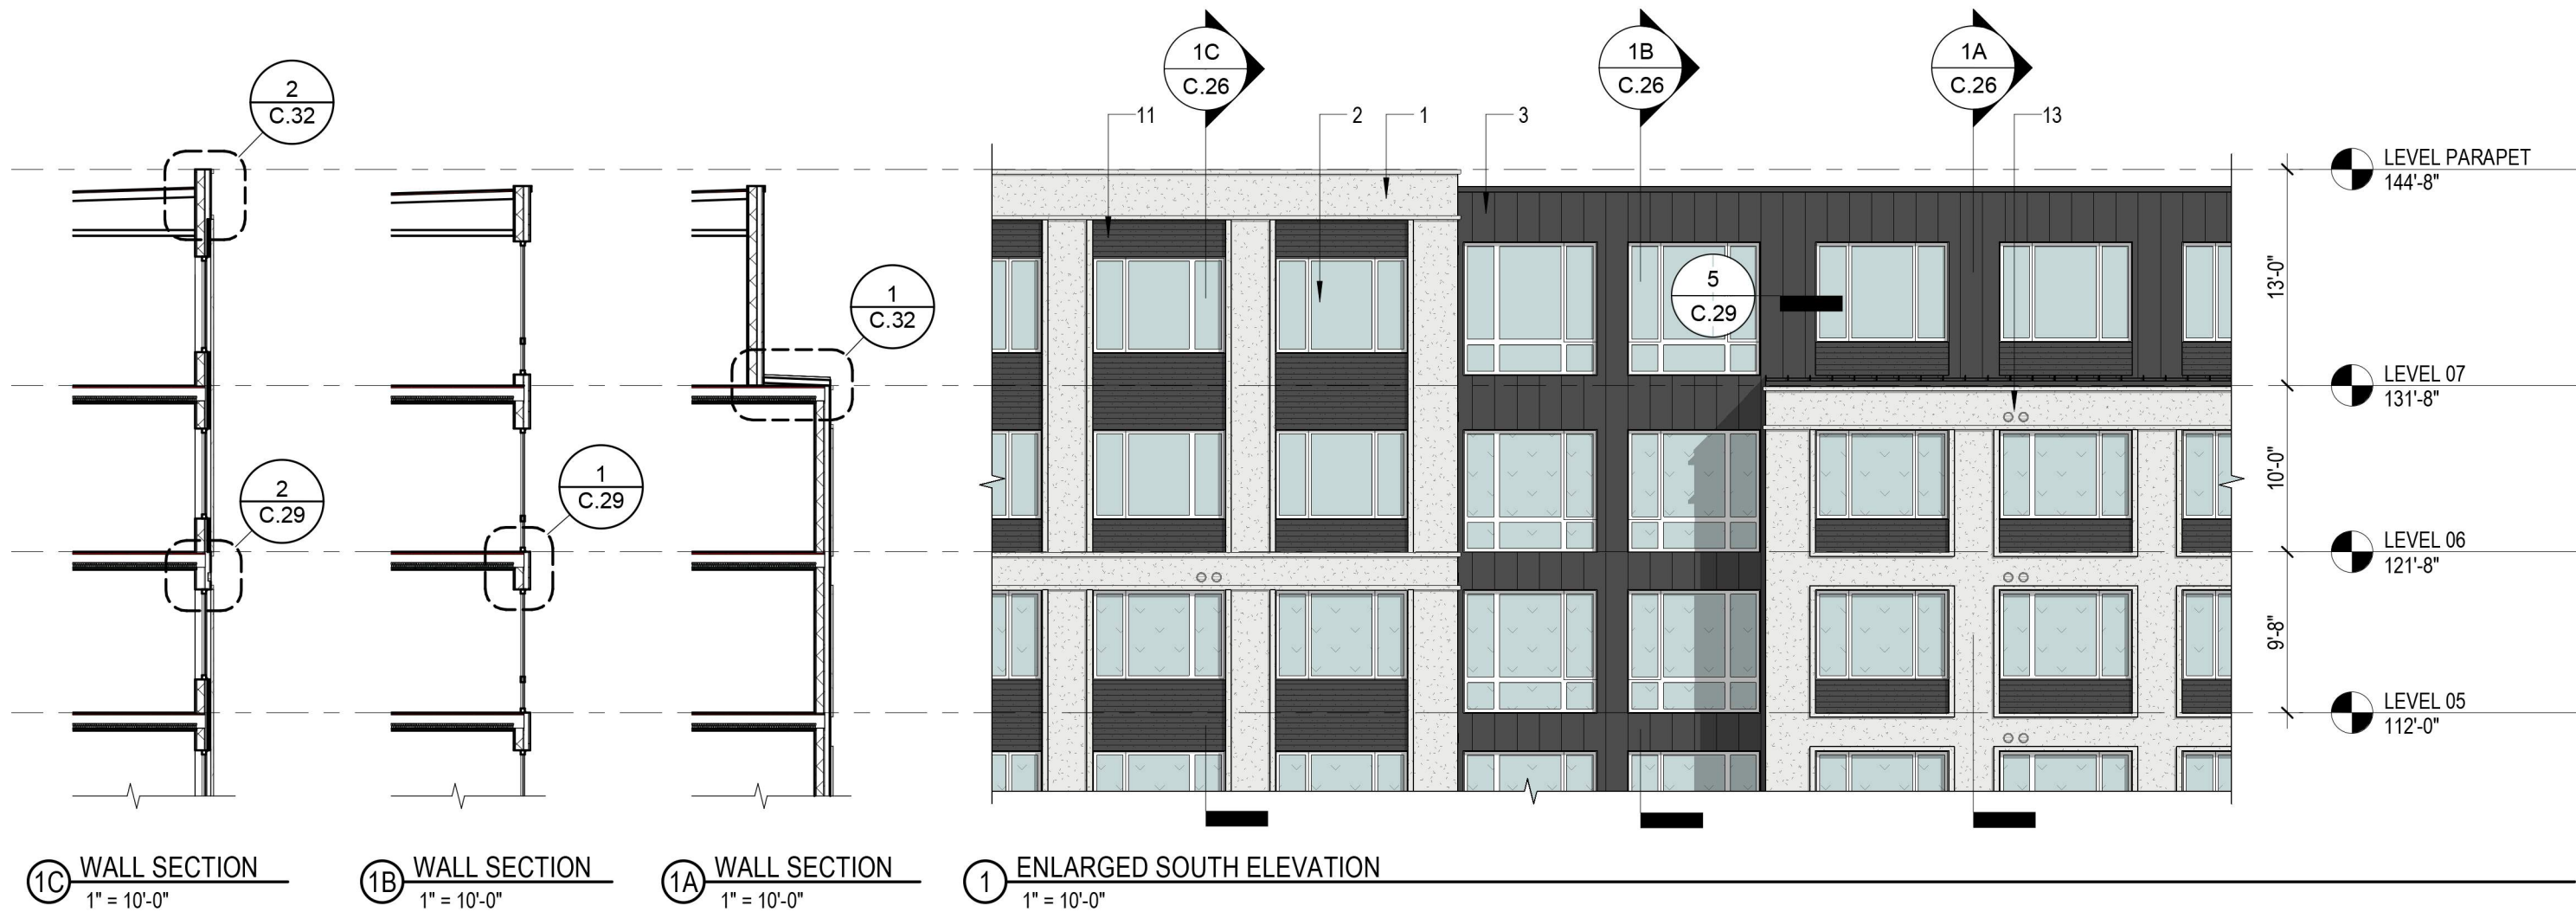 2
C.32
2
C.29
1
C.29
1
C.32
1C
C.26
1B
C.26
1A
C.26
11
2
1
3
13
5
C.29
LEVEL PARAPET
144'-8"
13'-0"
LEVEL 07
131'-8"
10'-0"
LEVEL 06
121'-8"
9'-8"
LEVEL 05
112'-0"
1C WALL SECTION
1" = 10'-0"
1B WALL SECTION
1" = 10'-0"
1A WALL SECTION
1" = 10'-0"
1 ENLARGED SOUTH ELEVATION
1" = 10'-0"